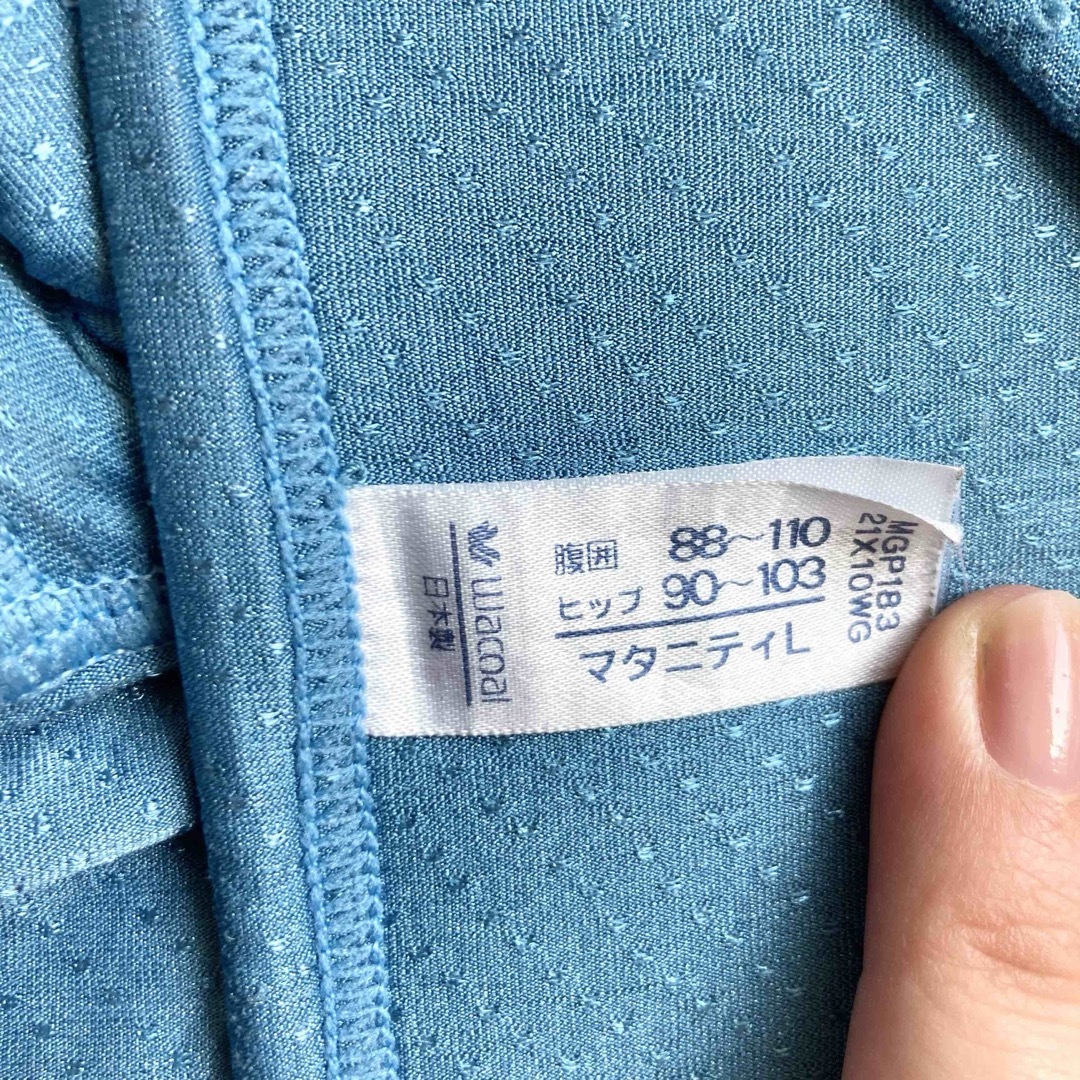 腹囲 88～110
ヒップ 90～103
マタニティL
MGP183
21X10WG
wacoal
日本製